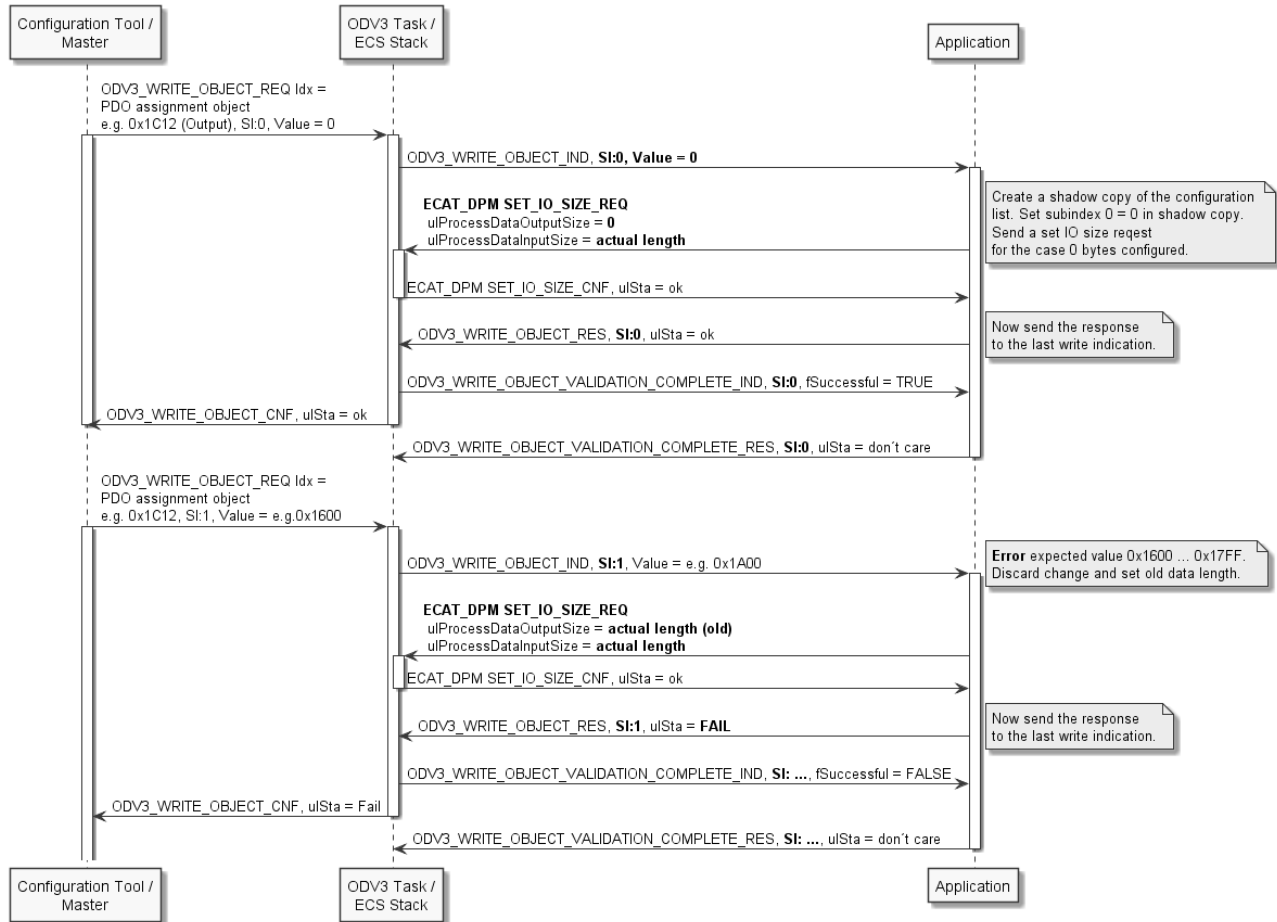 Configuration Tool /
Master
ODV3 Task /
ECS Stack
Application
ODV3_WRITE_OBJECT_REQ Idx =
PDO assignment object
e.g. 0x1C12 (Output), SI:0, Value = 0
ODV3_WRITE_OBJECT_IND, SI:0, Value = 0
Create a shadow copy of the configuration
list. Set subindex 0 = 0 in shadow copy.
Send a set IO size reqest
for the case 0 bytes configured.
ECAT_DPM SET_IO_SIZE_REQ
ulProcessDataOutputSize = 0
ulProcessDataInputSize = actual length
ECAT_DPM SET_IO_SIZE_CNF, ulSta = ok
Now send the response
to the last write indication.
ODV3_WRITE_OBJECT_RES, SI:0, ulSta = ok
ODV3_WRITE_OBJECT_VALIDATION_COMPLETE_IND, SI:0, fSuccessful = TRUE
ODV3_WRITE_OBJECT_CNF, ulSta = ok
ODV3_WRITE_OBJECT_VALIDATION_COMPLETE_RES, SI:0, ulSta = don´t care
ODV3_WRITE_OBJECT_REQ Idx =
PDO assignment object
e.g. 0x1C12, SI:1, Value = e.g.0x1600
ODV3_WRITE_OBJECT_IND, SI:1, Value = e.g. 0x1A00
Error expected value 0x1600 ... 0x17FF.
Discard change and set old data length.
ECAT_DPM SET_IO_SIZE_REQ
ulProcessDataOutputSize = actual length (old)
ulProcessDataInputSize = actual length
ECAT_DPM SET_IO_SIZE_CNF, ulSta = ok
Now send the response
to the last write indication.
ODV3_WRITE_OBJECT_RES, SI:1, ulSta = FAIL
ODV3_WRITE_OBJECT_VALIDATION_COMPLETE_IND, SI: ..., fSuccessful = FALSE
ODV3_WRITE_OBJECT_CNF, ulSta = Fail
ODV3_WRITE_OBJECT_VALIDATION_COMPLETE_RES, SI: ..., ulSta = don´t care
Configuration Tool /
Master
ODV3 Task /
ECS Stack
Application